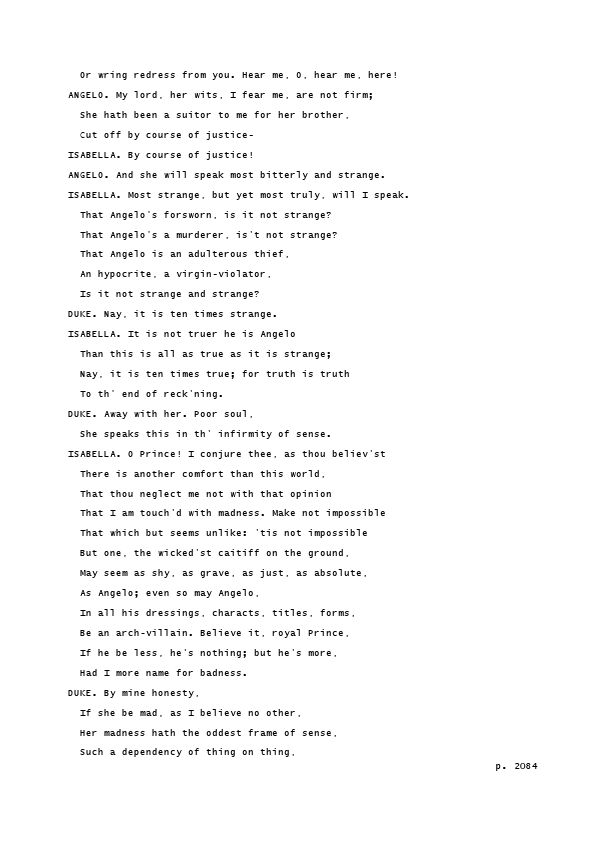 Or wring redress from you. Hear me, O, hear me, here!
ANGELO. My lord, her wits, I fear me, are not firm;
She hath been a suitor to me for her brother,
Cut off by course of justice-
ISABELLA. By course of justice!
ANGELO. And she will speak most bitterly and strange.
ISABELLA. Most strange, but yet most truly, will I speak.
That Angelo's forsworn, is it not strange?
That Angelo's a murderer, is't not strange?
That Angelo is an adulterous thief,
An hypocrite, a virgin-violator,
Is it not strange and strange?
DUKE. Nay, it is ten times strange.
ISABELLA. It is not truer he is Angelo
Than this is all as true as it is strange;
Nay, it is ten times true; for truth is truth
To th' end of reck'ning.
DUKE. Away with her. Poor soul,
She speaks this in th' infirmity of sense.
ISABELLA. O Prince! I conjure thee, as thou believ'st
There is another comfort than this world,
That thou neglect me not with that opinion
That I am touch'd with madness. Make not impossible
That which but seems unlike: 'tis not impossible
But one, the wicked'st caitiff on the ground,
May seem as shy, as grave, as just, as absolute,
As Angelo; even so may Angelo,
In all his dressings, characts, titles, forms,
Be an arch-villain. Believe it, royal Prince,
If he be less, he's nothing; but he's more,
Had I more name for badness.
DUKE. By mine honesty,
If she be mad, as I believe no other,
Her madness hath the oddest frame of sense,
Such a dependency of thing on thing,
p. 2084